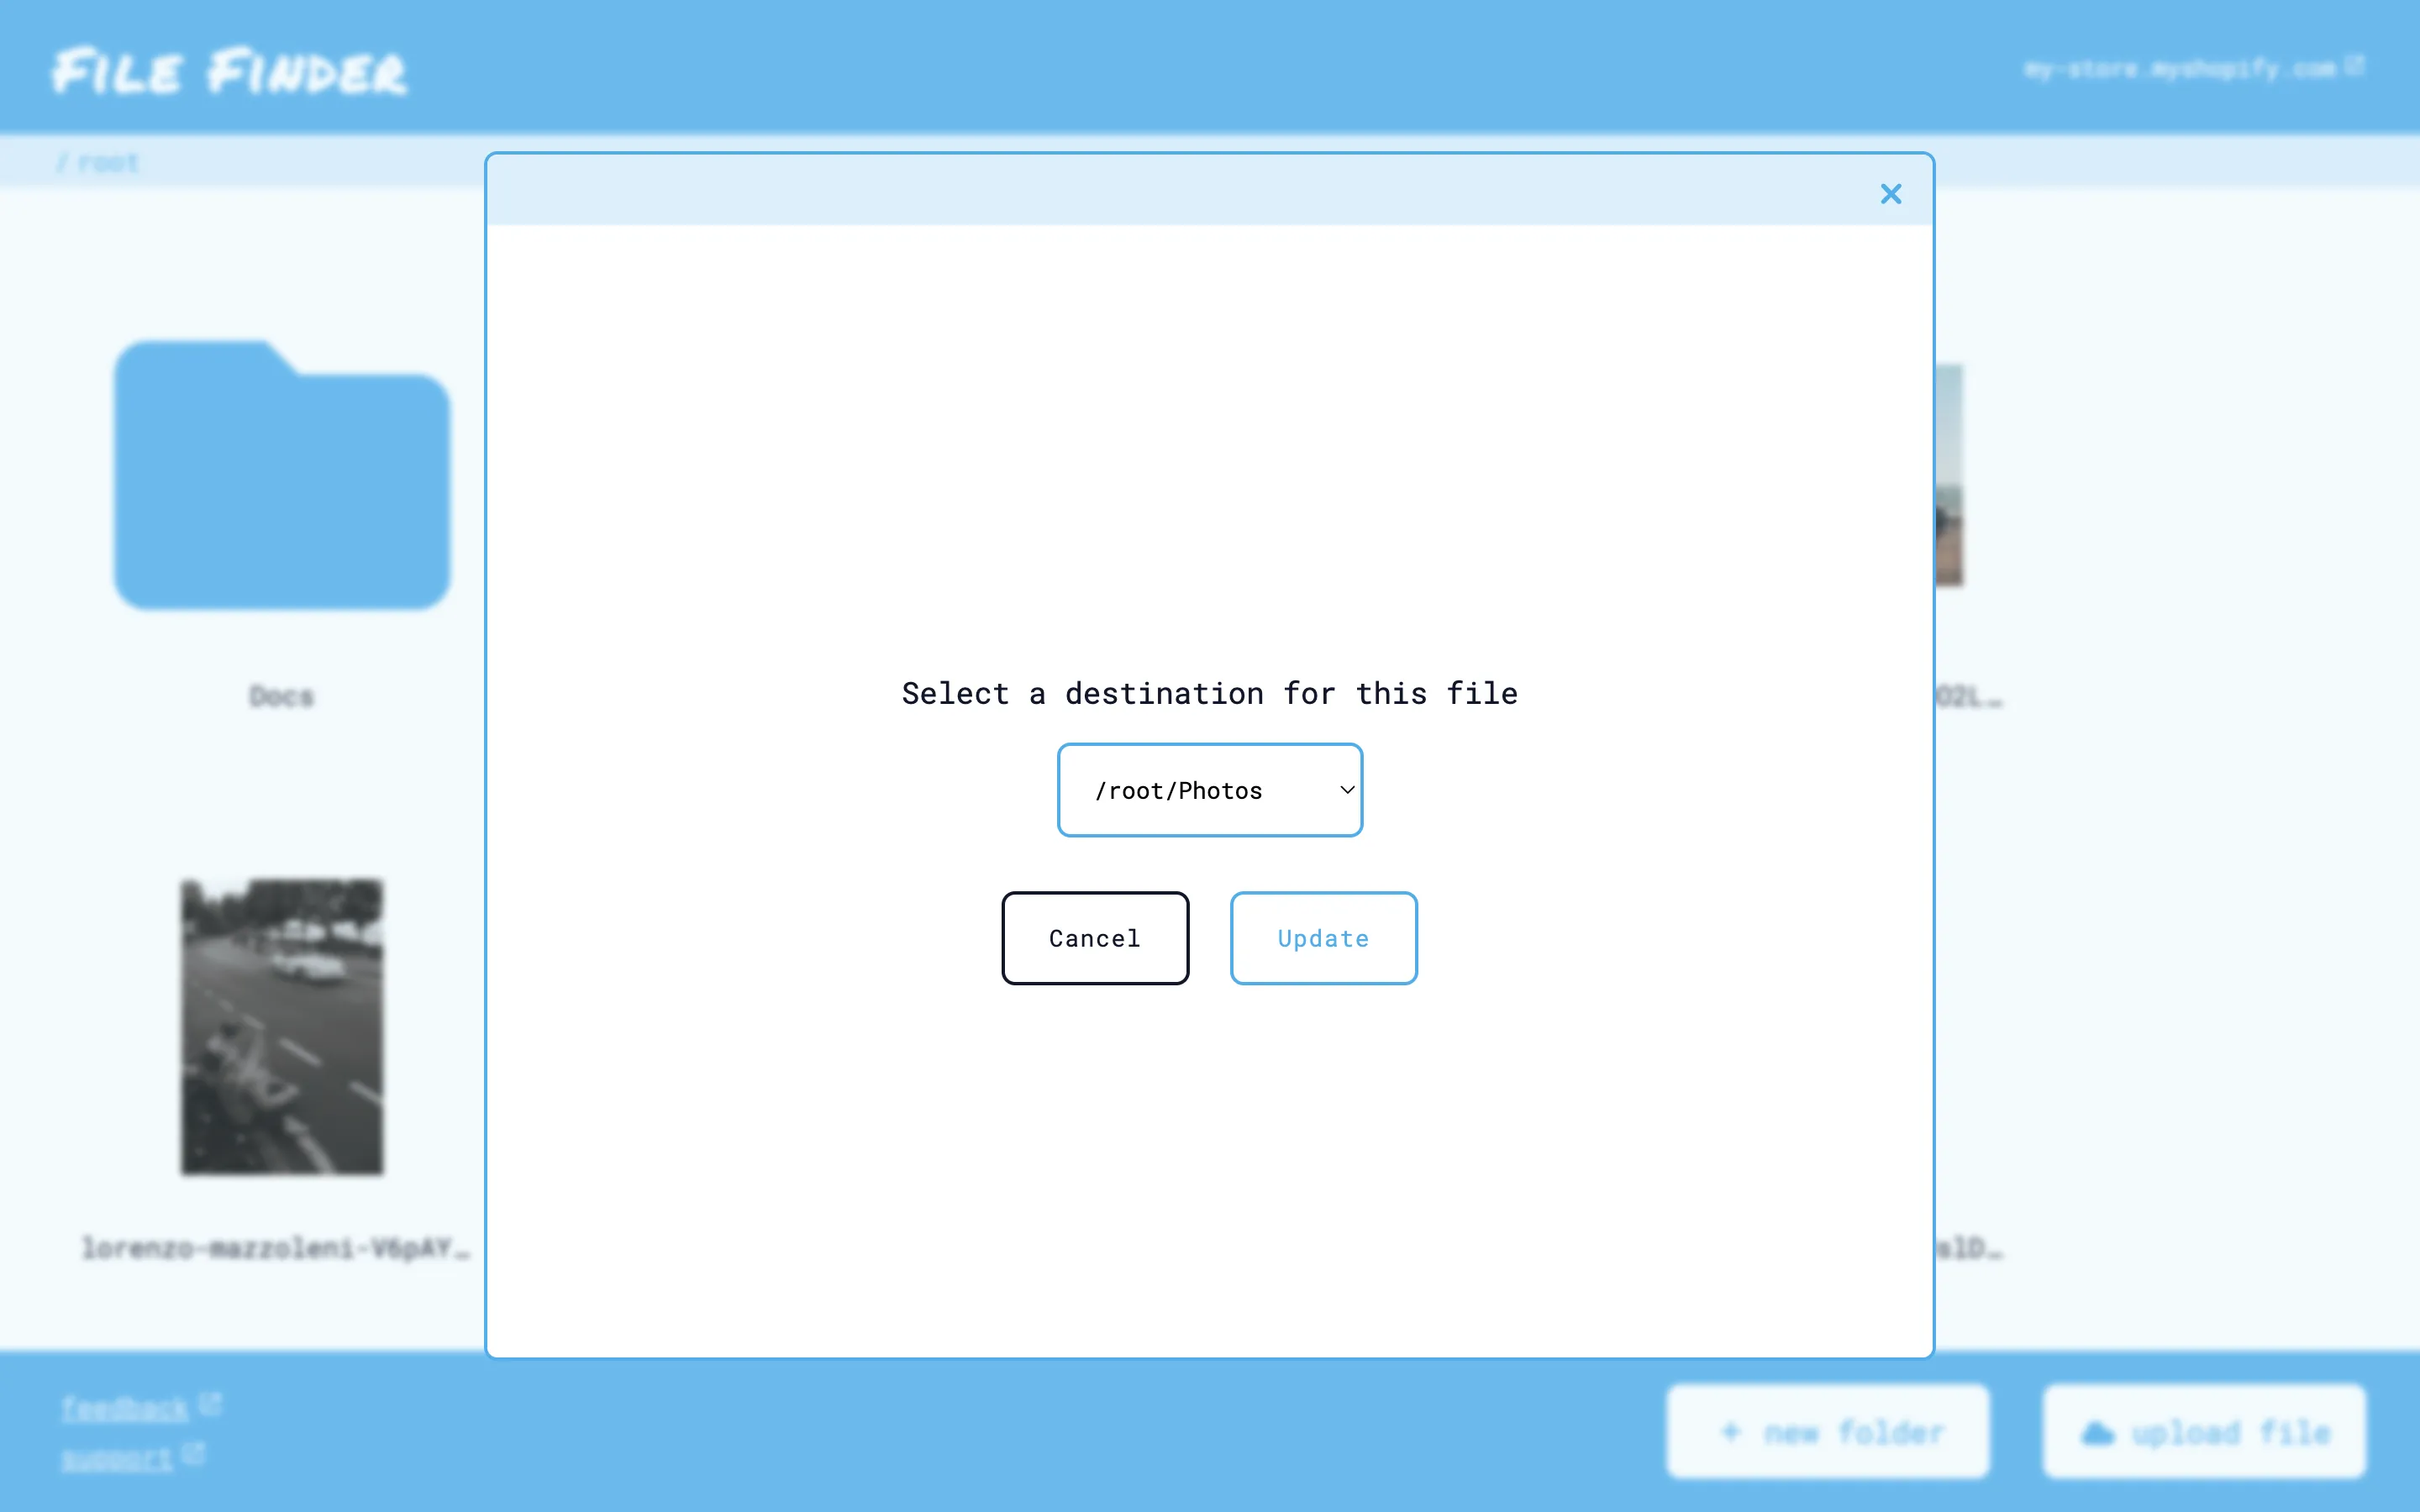 File Finder
my-store.myshopify.com
/ root
Select a destination for this file
/root/Photos
Cancel
Update
Docs
O2L…
lorenzo-mazzoleni-V6pAY…
slD…
feedback
support
+ new folder
upload file